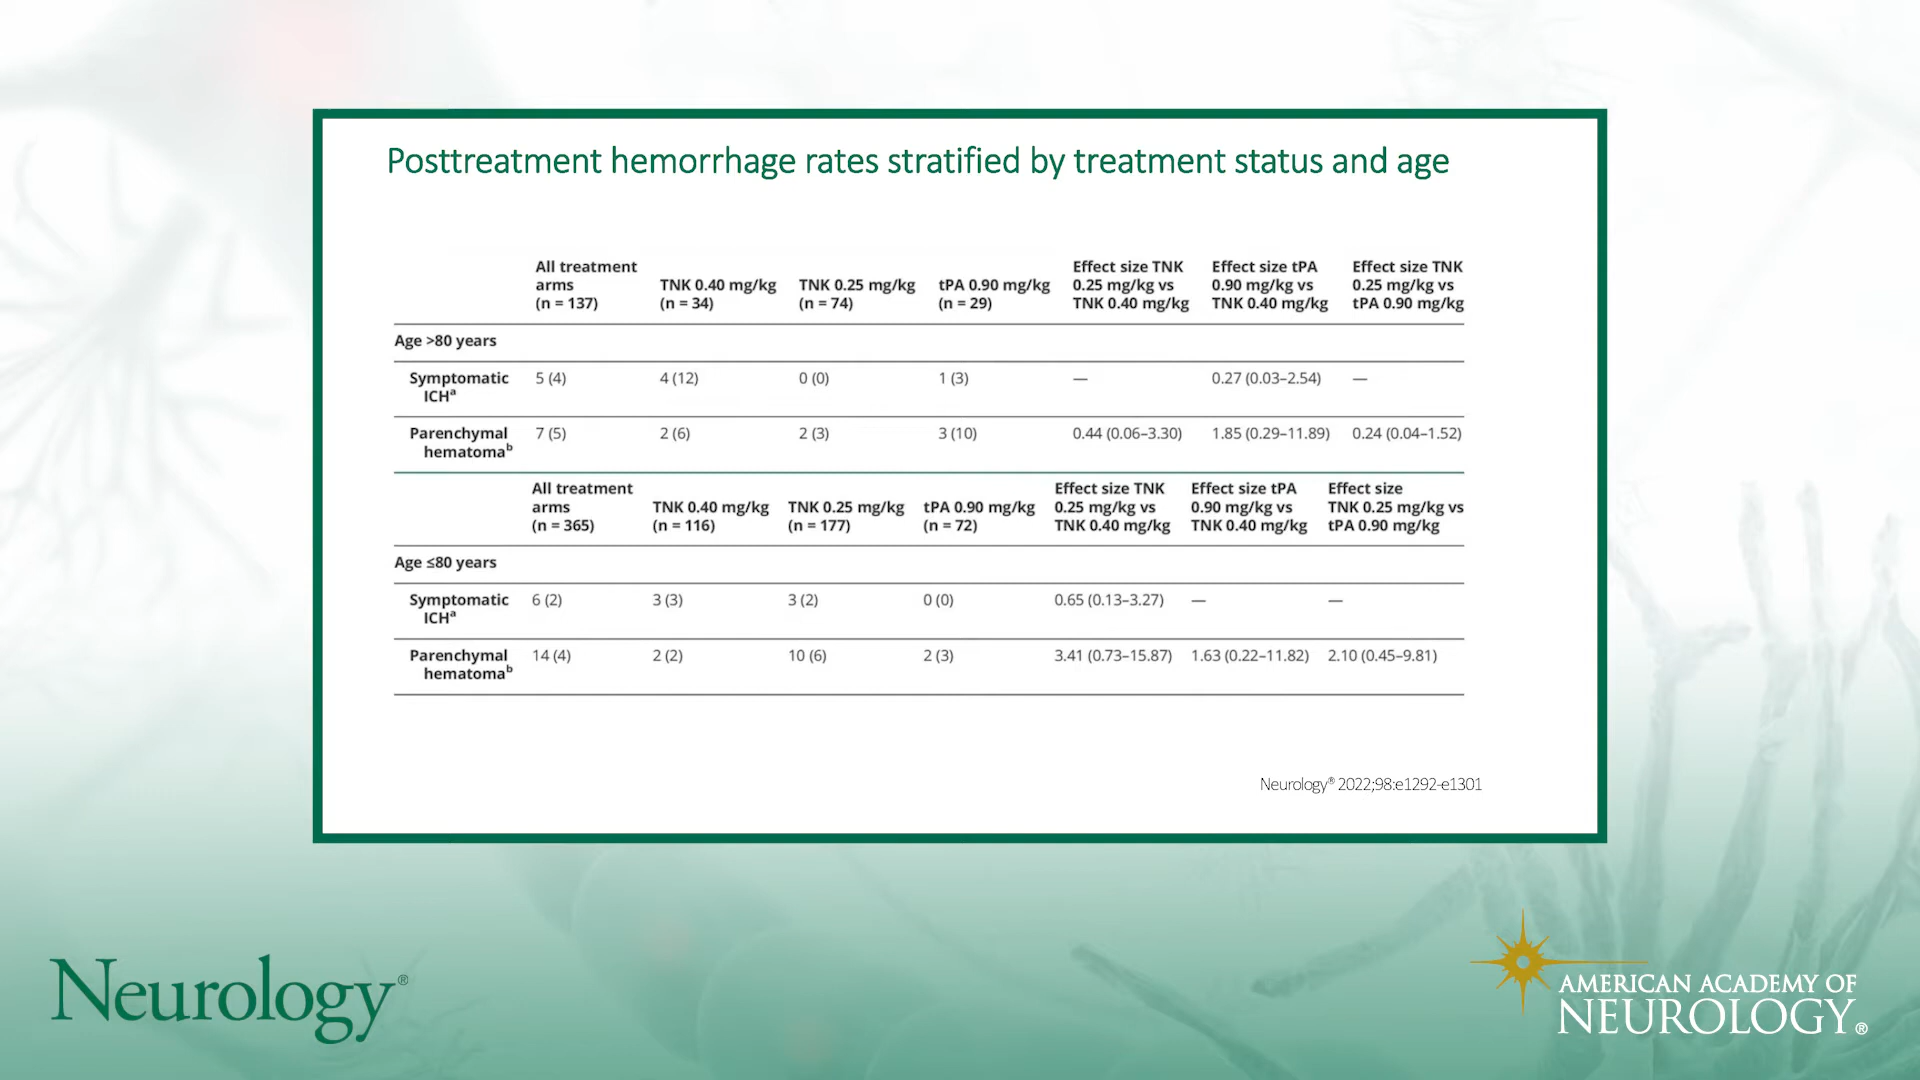 Posttreatment hemorrhage rates stratified by treatment status and age
All treatment arms (n = 137) TNK 0.40 mg/kg (n = 34) TNK 0.25 mg/kg (n = 74) tPA 0.90 mg/kg (n = 29) Effect size TNK 0.25 mg/kg vs TNK 0.40 mg/kg Effect size tPA 0.90 mg/kg vs TNK 0.40 mg/kg Effect size TNK 0.25 mg/kg vs tPA 0.90 mg/kg
Age >80 years
Symptomatic ICHᵃ 5 (4) 4 (12) 0 (0) 1 (3) — 0.27 (0.03–2.54) —
Parenchymal hematomaᵇ 7 (5) 2 (6) 2 (3) 3 (10) 0.44 (0.06–3.30) 1.85 (0.29–11.89) 0.24 (0.04–1.52)
All treatment arms (n = 365) TNK 0.40 mg/kg (n = 116) TNK 0.25 mg/kg (n = 177) tPA 0.90 mg/kg (n = 72) Effect size TNK 0.25 mg/kg vs TNK 0.40 mg/kg Effect size tPA 0.90 mg/kg vs TNK 0.40 mg/kg Effect size TNK 0.25 mg/kg vs tPA 0.90 mg/kg
Age ≤80 years
Symptomatic ICHᵃ 6 (2) 3 (3) 3 (2) 0 (0) 0.65 (0.13–3.27) — —
Parenchymal hematomaᵇ 14 (4) 2 (2) 10 (6) 2 (3) 3.41 (0.73–15.87) 1.63 (0.22–11.82) 2.10 (0.45–9.81)
Neurology® 2022;98:e1292-e1301
Neurology®
AMERICAN ACADEMY OF
NEUROLOGY®